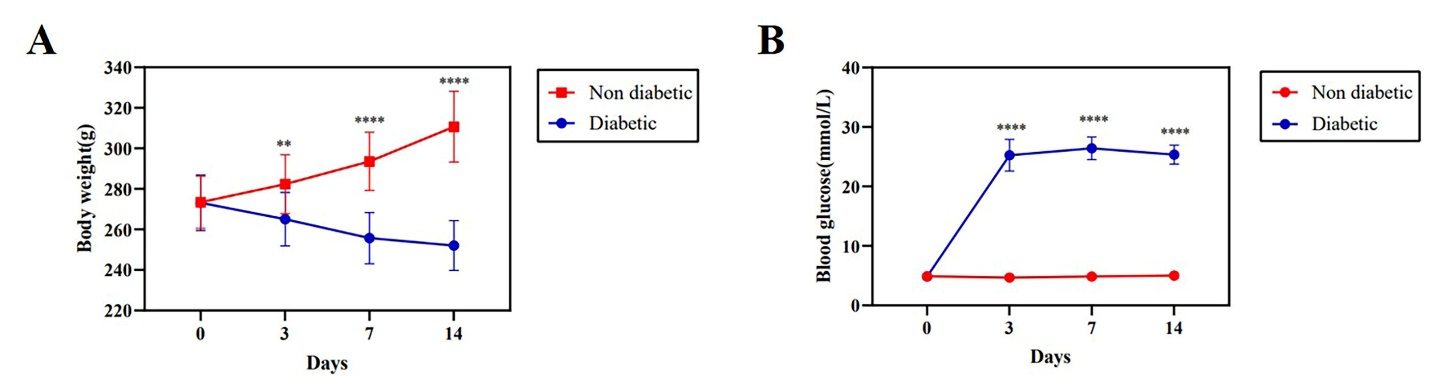 A
Body weight(g)
340
320
300
280
260
240
220
**
****
****
0 3 7 14
Days
Non diabetic
Diabetic
B
Blood glucose(mmol/L)
40
30
20
10
0
****
****
****
0 3 7 14
Days
Non diabetic
Diabetic